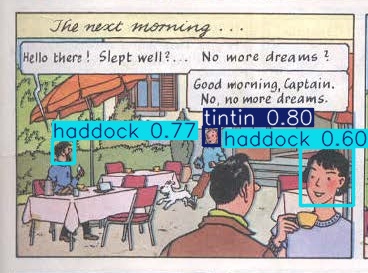 The next morning ...
Hello there! Slept well?... No more dreams?
Good morning, Captain.
No, no more dreams.
tintin 0.80
haddock 0.77
haddock 0.60